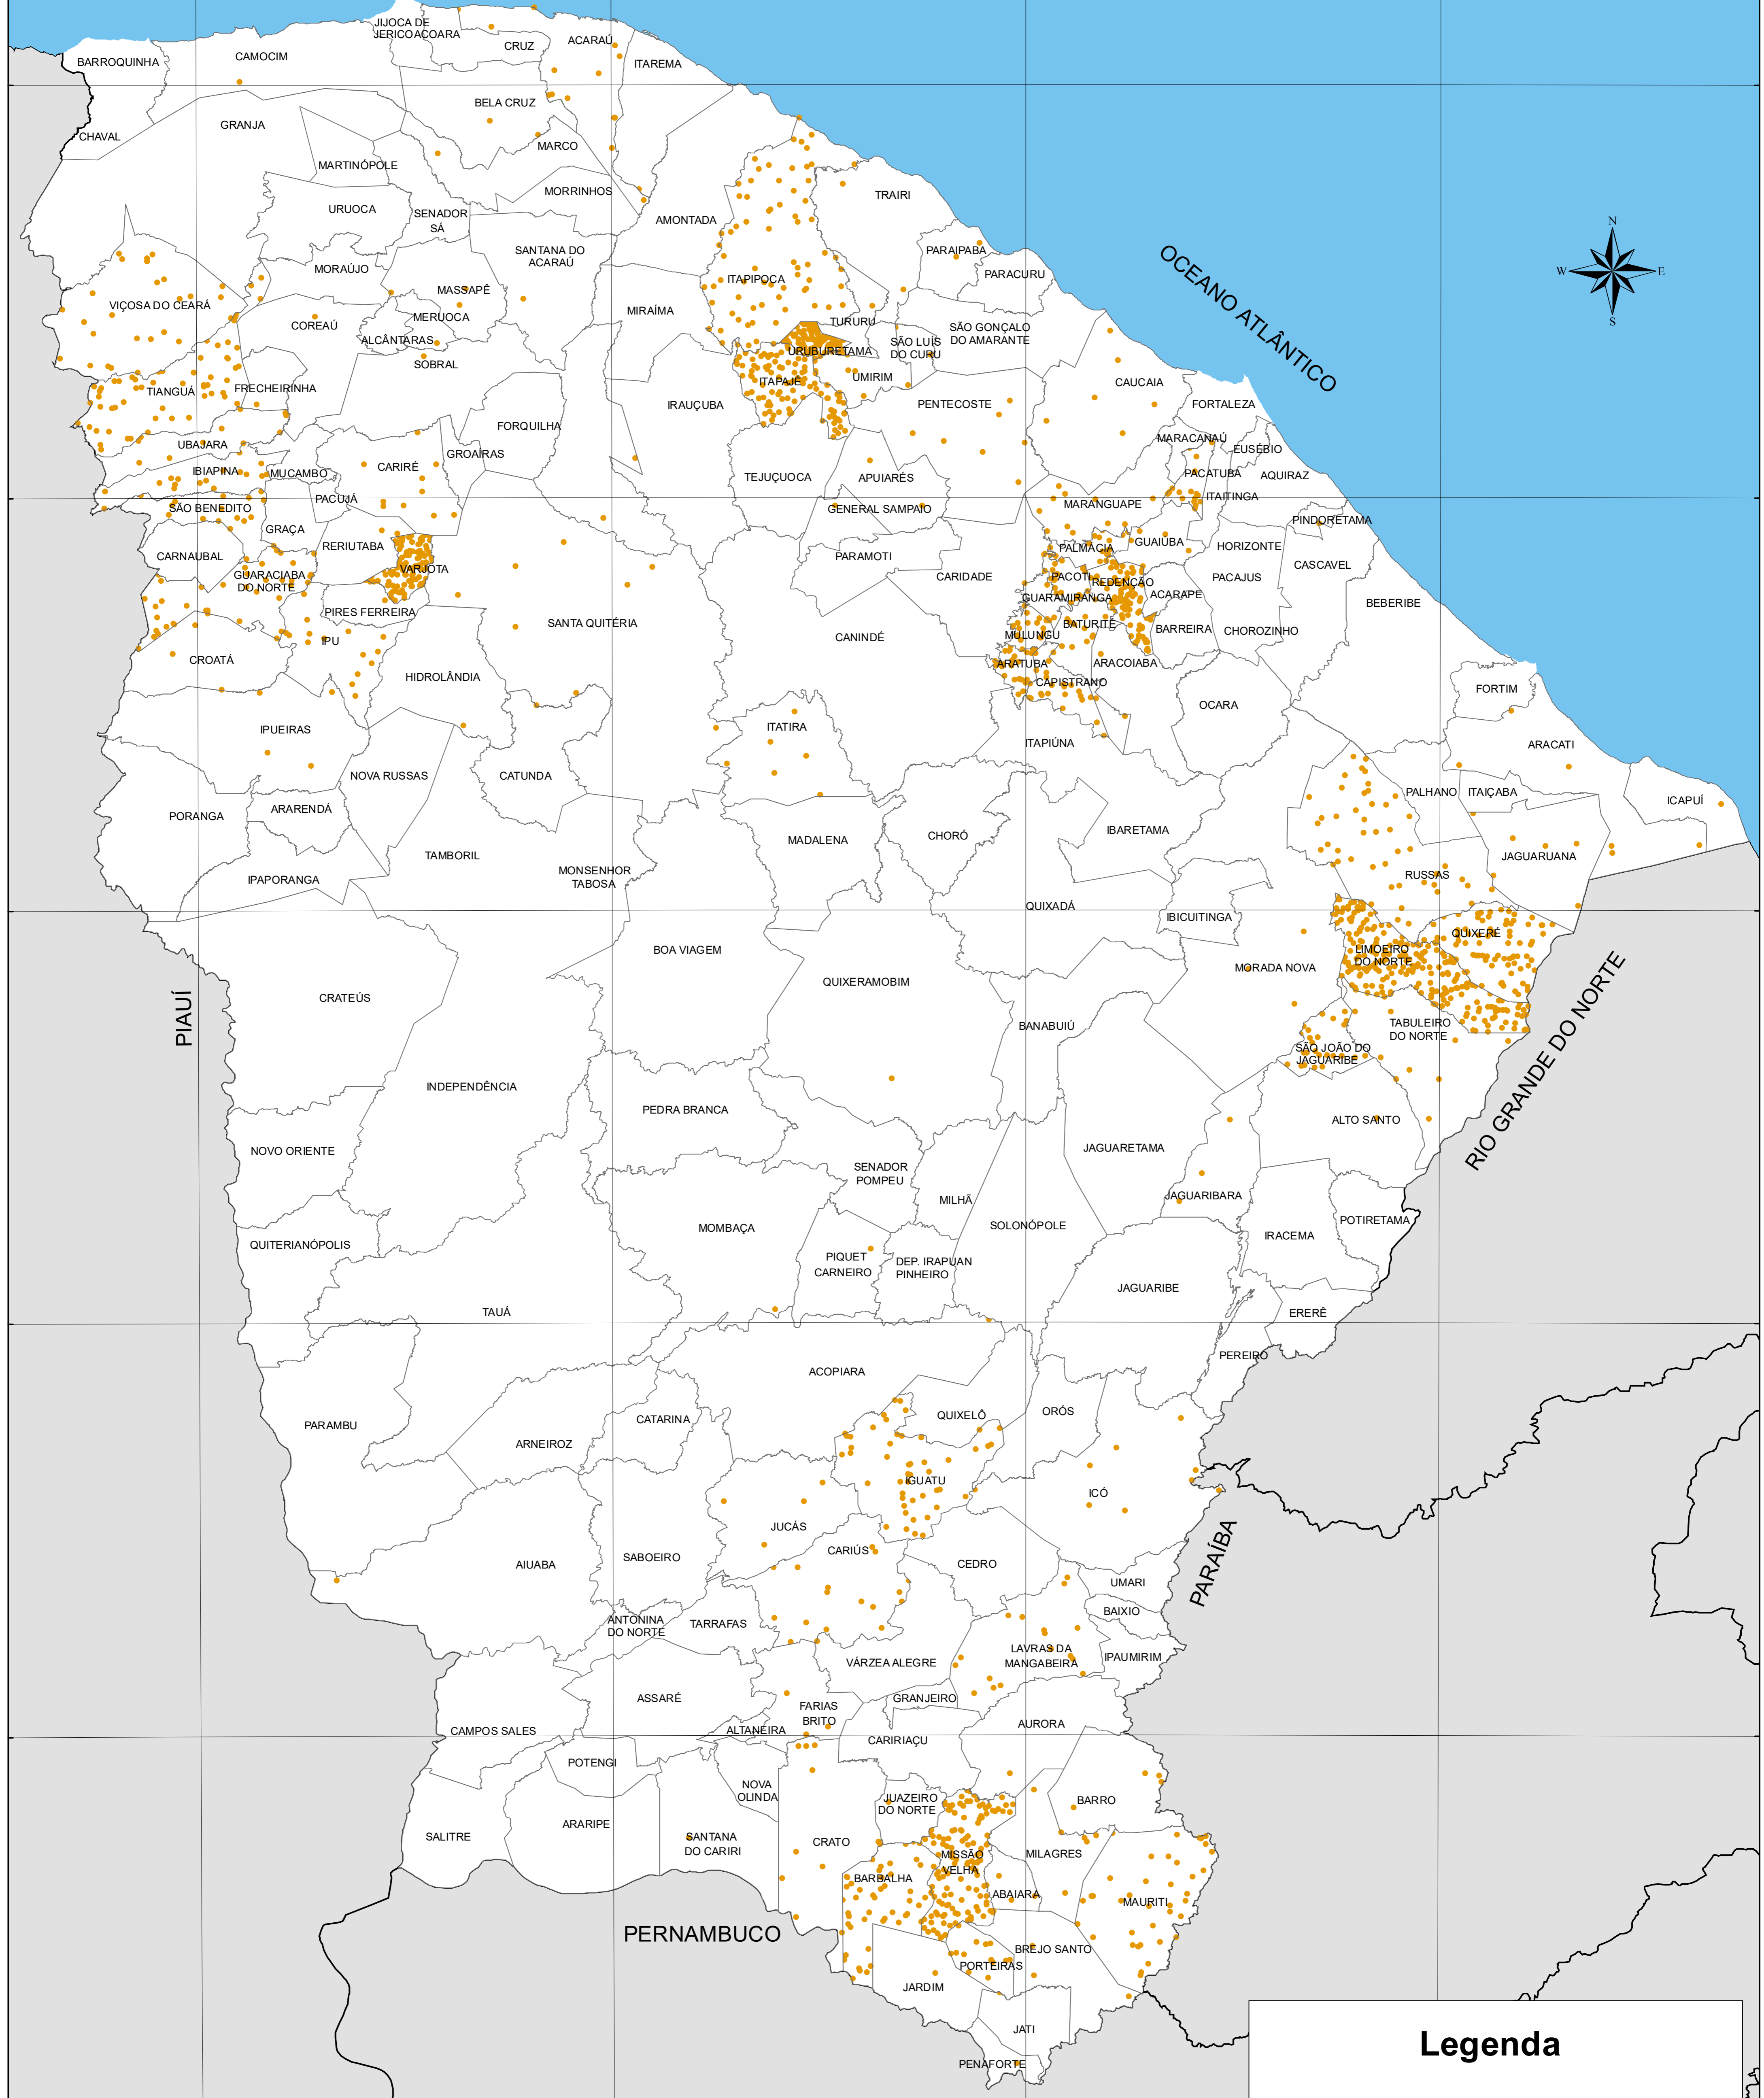 JIJOCA DE
JERICOACOARA
CRUZ
ACARAÚ
BARROQUINHA
CAMOCIM
ITAREMA
BELA CRUZ
GRANJA
CHAVAL
MARCO
MARTINÓPOLE
MORRINHOS
TRAIRI
URUOCA
SENADOR
SÁ
AMONTADA
N
W
E
S
SANTANA DO
ACARAÚ
PARAIPABA
OCEANO ATLÂNTICO
MORAÚJO
PARACURU
ITAPIPOCA
MASSAPÊ
VIÇOSA DO CEARÁ
MIRAÍMA
MERUOCA
TURURU
COREAÚ
SÃO GONÇALO
DO AMARANTE
ALCÂNTARAS
SÃO LUÍS
DO CURU
URUBURETAMA
SOBRAL
UMIRIM
ITAPAJÉ
CAUCAIA
TIANGUÁ
FRECHEIRINHA
IRAUÇUBA
PENTECOSTE
FORTALEZA
FORQUILHA
MARACANAÚ
UBAJARA
EUSÉBIO
GROAÍRAS
CARIRÉ
IBIAPINA
MUCAMBO
PACATUBA
AQUIRAZ
TEJUÇUOCA
APUIARÉS
ITAITINGA
PACUJÁ
MARANGUAPE
SÃO BENEDITO
GENERAL SAMPAIO
PINDORETAMA
GRAÇA
GUAIÚBA
RERIUTABA
PALMÁCIA
HORIZONTE
CARNAUBAL
PARAMOTI
CASCAVEL
VARJOTA
GUARACIABA
DO NORTE
CARIDADE
PACOTI
PACAJUS
REDENÇÃO
ACARAPE
GUARAMIRANGA
BEBERIBE
PIRES FERREIRA
SANTA QUITÉRIA
BATURITÉ
BARREIRA
CHOROZINHO
IPU
CANINDÉ
MULUNGU
CROATÁ
ARATUBA
ARACOIABA
HIDROLÂNDIA
CAPISTRANO
FORTIM
OCARA
ITATIRA
IPUEIRAS
ITAPIÚNA
ARACATI
NOVA RUSSAS
CATUNDA
PALHANO
ITAIÇABA
ICAPUÍ
ARARENDÁ
PORANGA
IBARETAMA
MADALENA
CHORÓ
TAMBORIL
JAGUARUANA
MONSENHOR
TABOSA
IPAPORANGA
RUSSAS
QUIXADÁ
IBICUITINGA
QUIXERÉ
BOA VIAGEM
LIMOEIRO
DO NORTE
MORADA NOVA
QUIXERAMOBIM
CRATEÚS
PIAUÍ
BANABUIÚ
TABULEIRO
DO NORTE
SÃO JOÃO DO
JAGUARIBE
RIO GRANDE DO NORTE
INDEPENDÊNCIA
PEDRA BRANCA
ALTO SANTO
NOVO ORIENTE
JAGUARETAMA
SENADOR
POMPEU
JAGUARIBARA
MILHÃ
POTIRETAMA
MOMBAÇA
SOLONÓPOLE
IRACEMA
QUITERIANÓPOLIS
PIQUET
CARNEIRO
DEP. IRAPUAN
PINHEIRO
JAGUARIBE
TAUÁ
ERERÊ
PEREIRO
ACOPIARA
QUIXELÔ
ORÓS
CATARINA
PARAMBU
ARNEIROZ
IGUATU
ICÓ
JUCÁS
CARIÚS
PARAÍBA
SABOEIRO
AIUABA
CEDRO
UMARI
BAIXIO
ANTONINA
DO NORTE
TARRAFAS
LAVRAS DA
MANGABEIRA
IPAUMIRIM
VÁRZEA ALEGRE
ASSARÉ
GRANJEIRO
FARIAS
BRITO
AURORA
CAMPOS SALES
ALTANEIRA
CARIRIAÇU
POTENGI
NOVA
OLINDA
JUAZEIRO
DO NORTE
BARRO
ARARIPE
SALITRE
SANTANA
DO CARIRI
CRATO
MISSÃO
VELHA
MILAGRES
BARBALHA
ABAIARA
MAURITI
PERNAMBUCO
BREJO SANTO
PORTEIRAS
JARDIM
JATI
PENAFORTE
Legenda